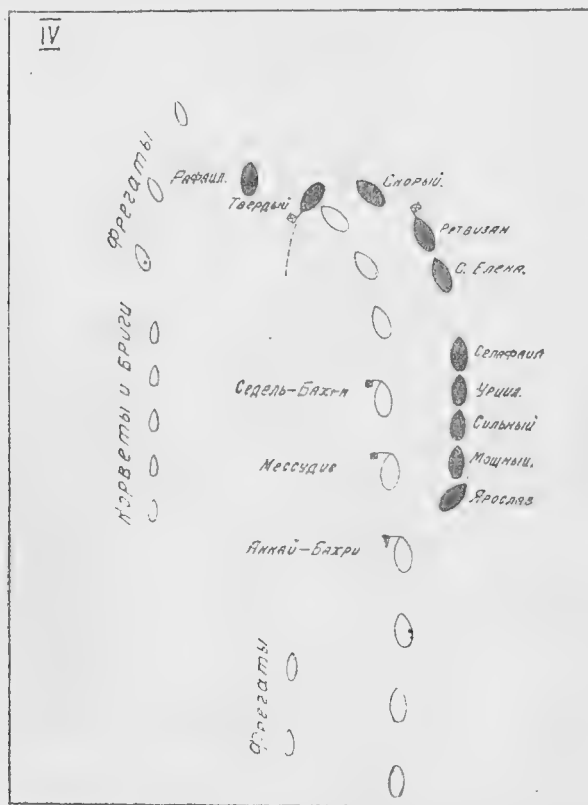 IV
Фрегаты
Рафаил.
Твердый
Скорый.
Ретвизан
С. Елена.
Корветы и бриги
Селафаил
Уриил.
Седель-Бахри
Сильный
Мессудие
Мощный.
Ярослав
Анкай-Бахри
Фрегаты